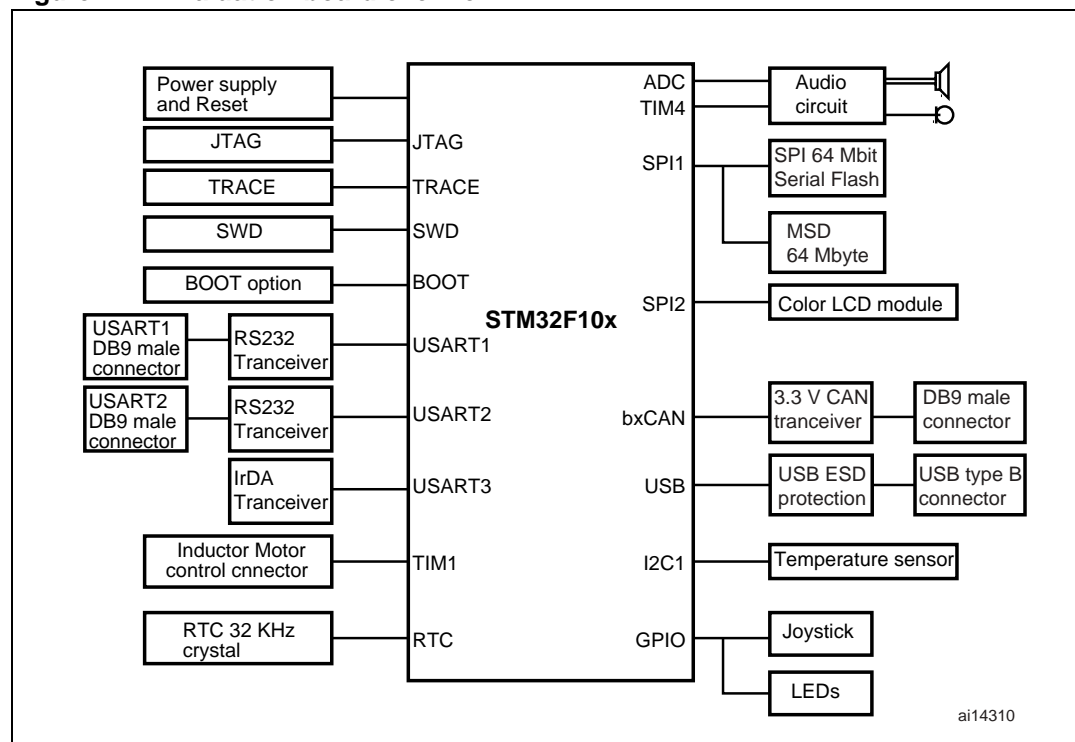 Power supply
and Reset
JTAG
TRACE
SWD
BOOT option
USART1
DB9 male
connector
RS232
Tranceiver
USART2
DB9 male
connector
RS232
Tranceiver
IrDA
Tranceiver
Inductor Motor
control cnnector
RTC 32 KHz
crystal
JTAG
TRACE
SWD
BOOT
USART1
USART2
USART3
TIM1
RTC
STM32F10x
ADC
TIM4
SPI1
SPI2
bxCAN
USB
I2C1
GPIO
Audio
circuit
SPI 64 Mbit
Serial Flash
MSD
64 Mbyte
Color LCD module
3.3 V CAN
tranceiver
DB9 male
connector
USB ESD
protection
USB type B
connector
Temperature sensor
Joystick
LEDs
ai14310